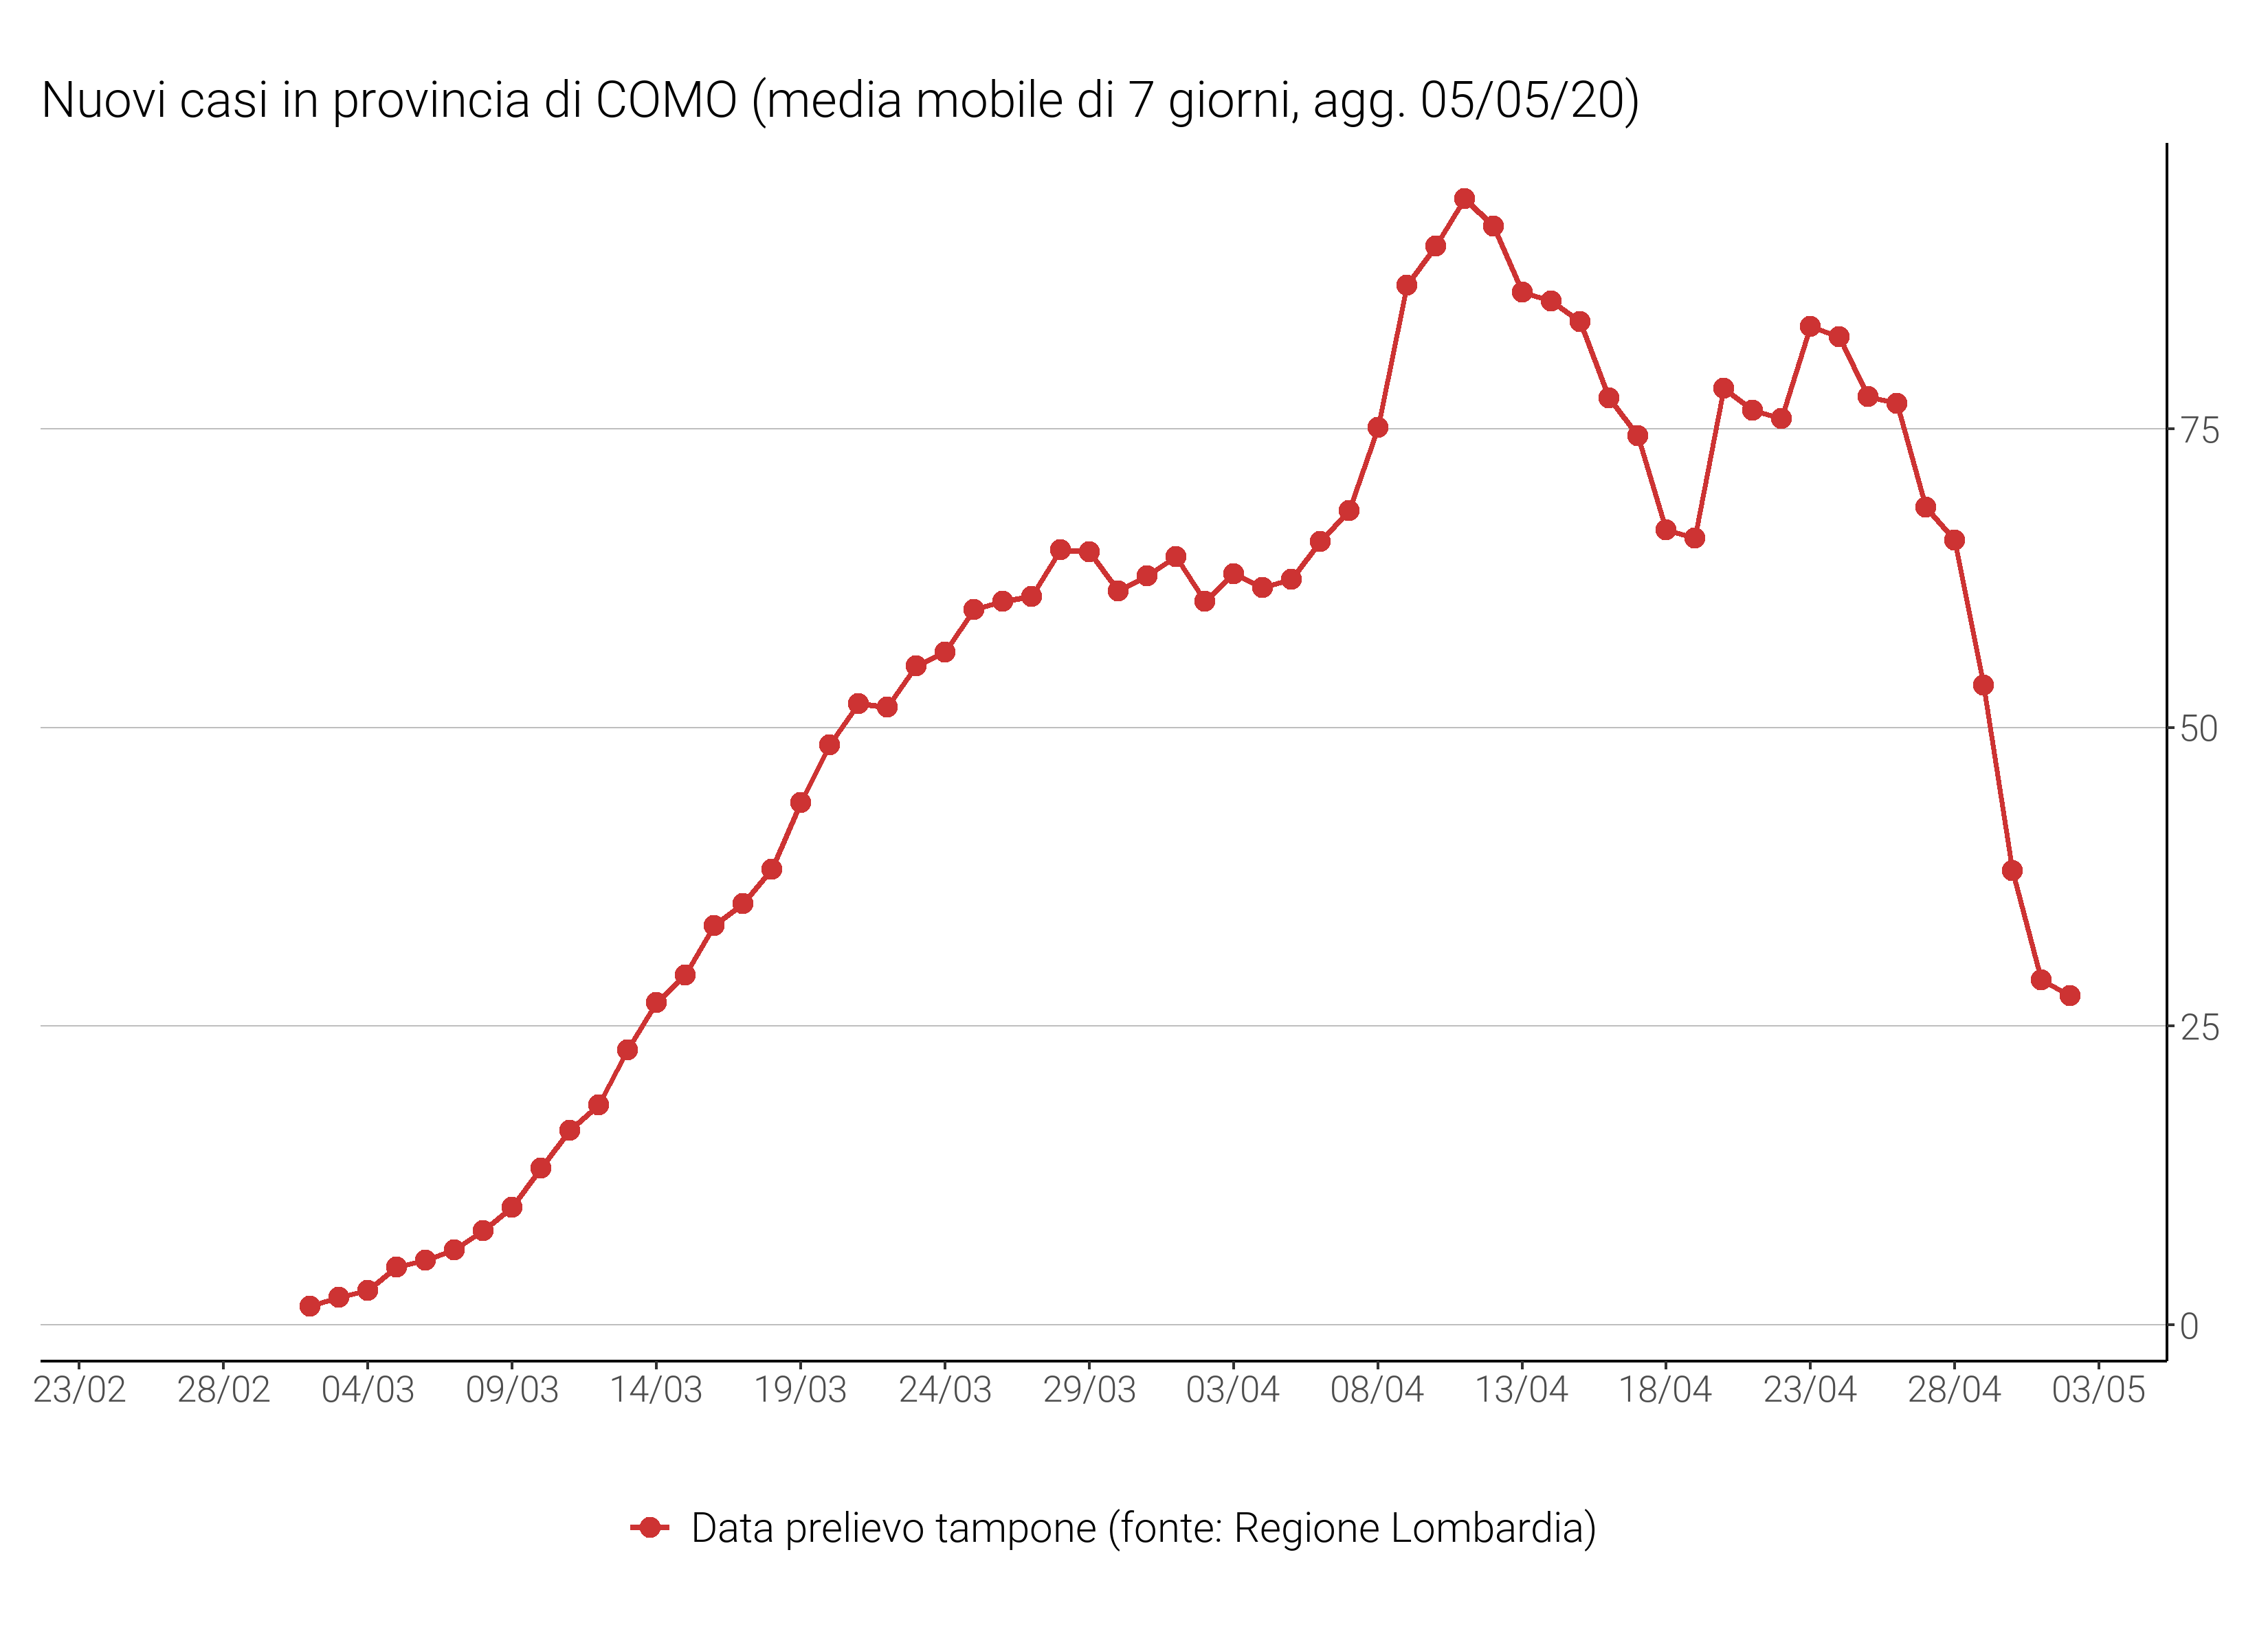 Nuovi casi in provincia di COMO (media mobile di 7 giorni, agg. 05/05/20)
75
50
25
0
23/02 28/02 04/03 09/03 14/03 19/03 24/03 29/03 03/04 08/04 13/04 18/04 23/04 28/04 03/05
Data prelievo tampone (fonte: Regione Lombardia)